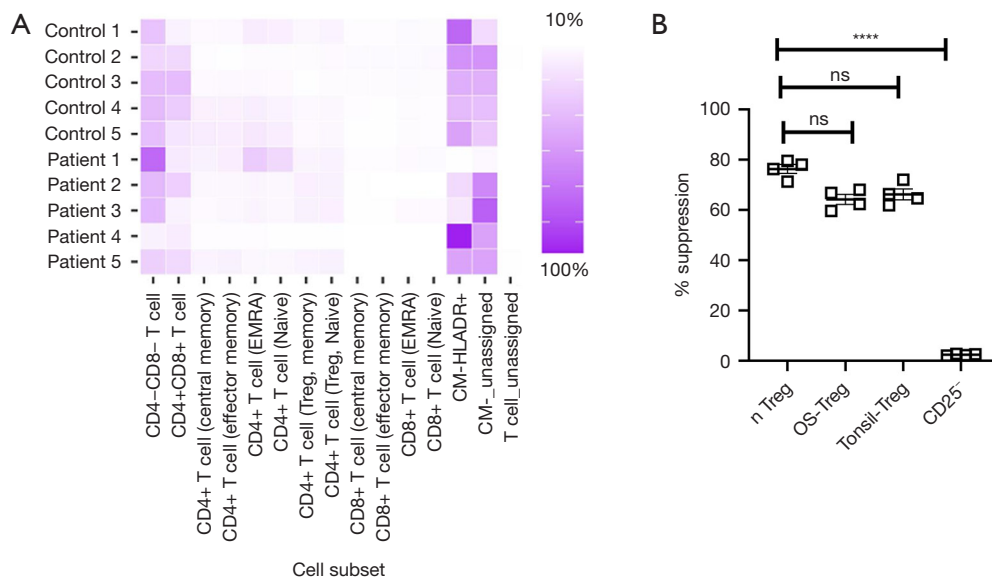 A
Control 1
Control 2
Control 3
Control 4
Control 5
Patient 1
Patient 2
Patient 3
Patient 4
Patient 5
10%
100%
CD4–CD8– T cell
CD4+CD8+ T cell
CD4+ T cell (central memory)
CD4+ T cell (effector memory)
CD4+ T cell (EMRA)
CD4+ T cell (Naive)
CD4+ T cell (Treg, memory)
CD4+ T cell (Treg, Naive)
CD8+ T cell (central memory)
CD8+ T cell (effector memory)
CD8+ T cell (EMRA)
CD8+ T cell (Naive)
CM-HLADR+
CM-_unassigned
T cell_unassigned
Cell subset
B
****
ns
ns
% suppression
100
80
60
40
20
0
n Treg
OS-Treg
Tonsil-Treg
CD25⁻